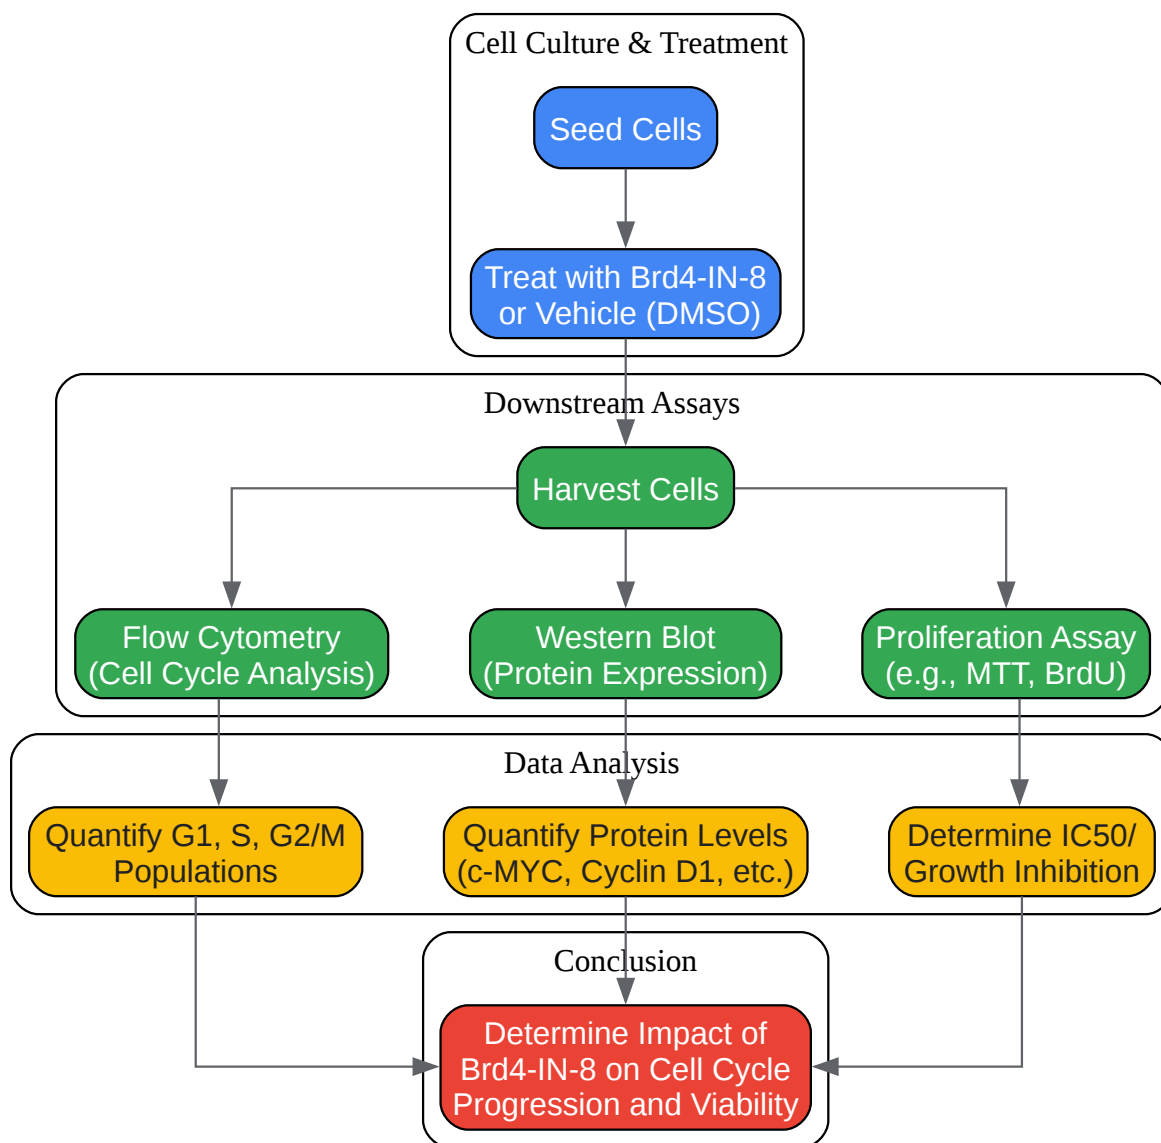 Cell Culture & Treatment
Seed Cells
Treat with Brd4-IN-8
or Vehicle (DMSO)
Downstream Assays
Harvest Cells
Flow Cytometry
(Cell Cycle Analysis)
Western Blot
(Protein Expression)
Proliferation Assay
(e.g., MTT, BrdU)
Data Analysis
Quantify G1, S, G2/M
Populations
Quantify Protein Levels
(c-MYC, Cyclin D1, etc.)
Determine IC50/
Growth Inhibition
Conclusion
Determine Impact of
Brd4-IN-8 on Cell Cycle
Progression and Viability